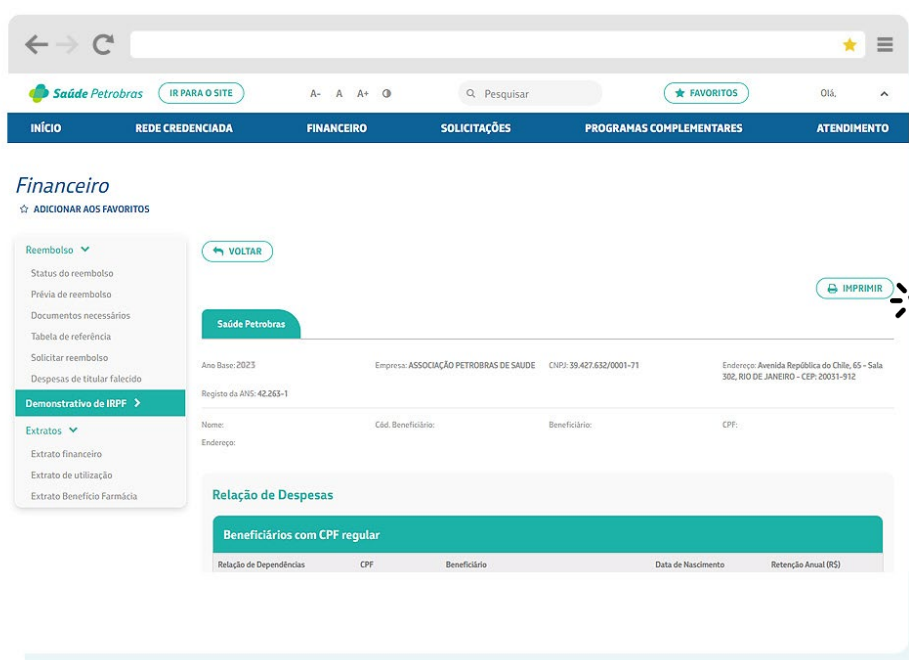 Saúde Petrobras IR PARA O SITE A- A A+ Pesquisar FAVORITOS Olá,
INÍCIO REDE CREDENCIADA FINANCEIRO SOLICITAÇÕES PROGRAMAS COMPLEMENTARES ATENDIMENTO
Financeiro
ADICIONAR AOS FAVORITOS
Reembolso
Status do reembolso
Prévia de reembolso
Documentos necessários
Tabela de referência
Solicitar reembolso
Despesas de titular falecido
Demonstrativo de IRPF
Extratos
Extrato financeiro
Extrato de utilização
Extrato Benefício Farmácia
VOLTAR
IMPRIMIR
Saúde Petrobras
Ano Base: 2023 Empresa: ASSOCIAÇÃO PETROBRAS DE SAUDE CNPJ: 39.427.632/0001-71 Endereço: Avenida República do Chile, 65 - Sala
302, RIO DE JANEIRO - CEP: 20031-912
Registo da ANS: 42.263-1
Nome: Cód. Beneficiário: Beneficiário: CPF:
Endereço:
Relação de Despesas
Beneficiários com CPF regular
Relação de Dependências CPF Beneficiário Data de Nascimento Retenção Anual (R$)